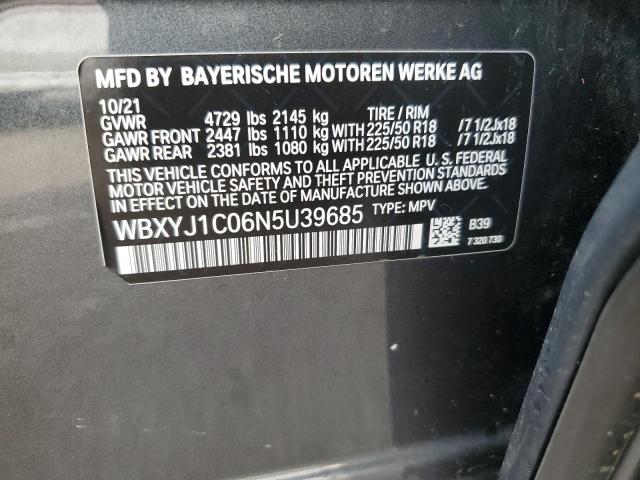 MFD BY BAYERISCHE MOTOREN WERKE AG
10/21
GVWR 4729 lbs 2145 kg TIRE / RIM
GAWR FRONT 2447 lbs 1110 kg WITH 225/50 R18 /7 1/2Jx18
GAWR REAR 2381 lbs 1080 kg WITH 225/50 R18 /7 1/2Jx18
THIS VEHICLE CONFORMS TO ALL APPLICABLE U. S. FEDERAL
MOTOR VEHICLE SAFETY AND THEFT PREVENTION STANDARDS
IN EFFECT ON THE DATE OF MANUFACTURE SHOWN ABOVE.
WBXYJ1C06N5U39685 TYPE: MPV
B39
7 320 730